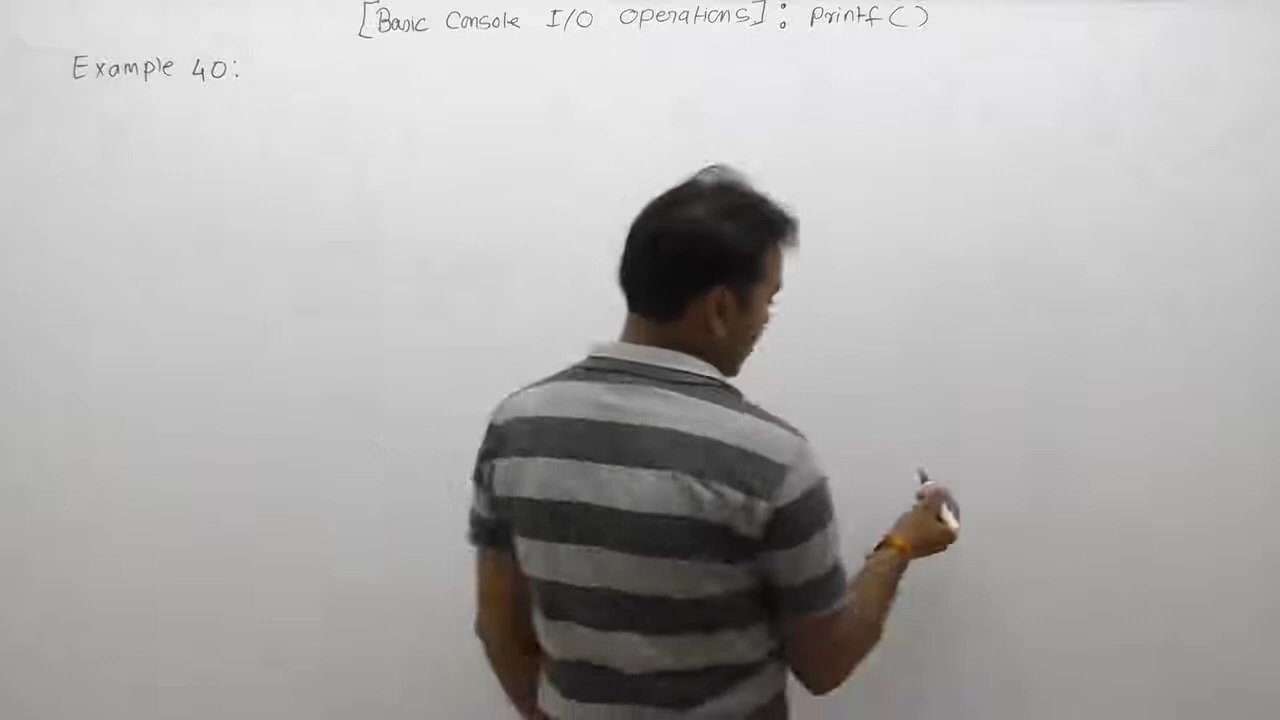 [Basic Console I/O Operations] : Printf()
Example 40: